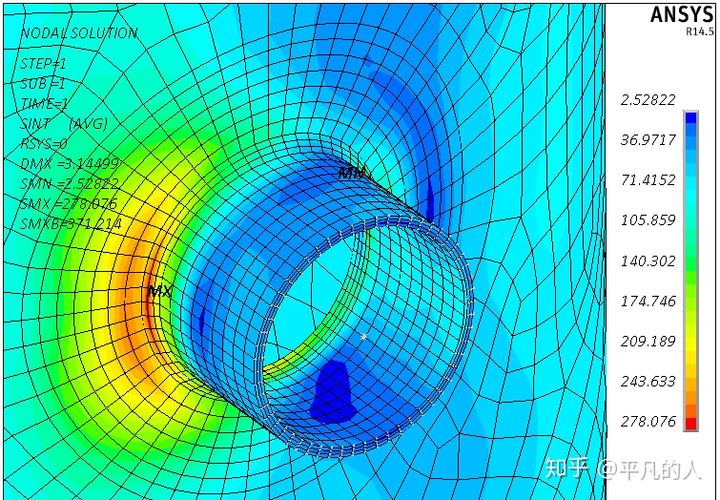 ANSYS
R14.5
NODAL SOLUTION
STEP=1
SUB =1
TIME=1
SINT (AVG)
RSYS=0
DMX =3.14499
SMN =2.52822
SMX =278.076
SMXB=371.214
MN
MX
2.52822
36.9717
71.4152
105.859
140.302
174.746
209.189
243.633
278.076
知乎 @平凡的人